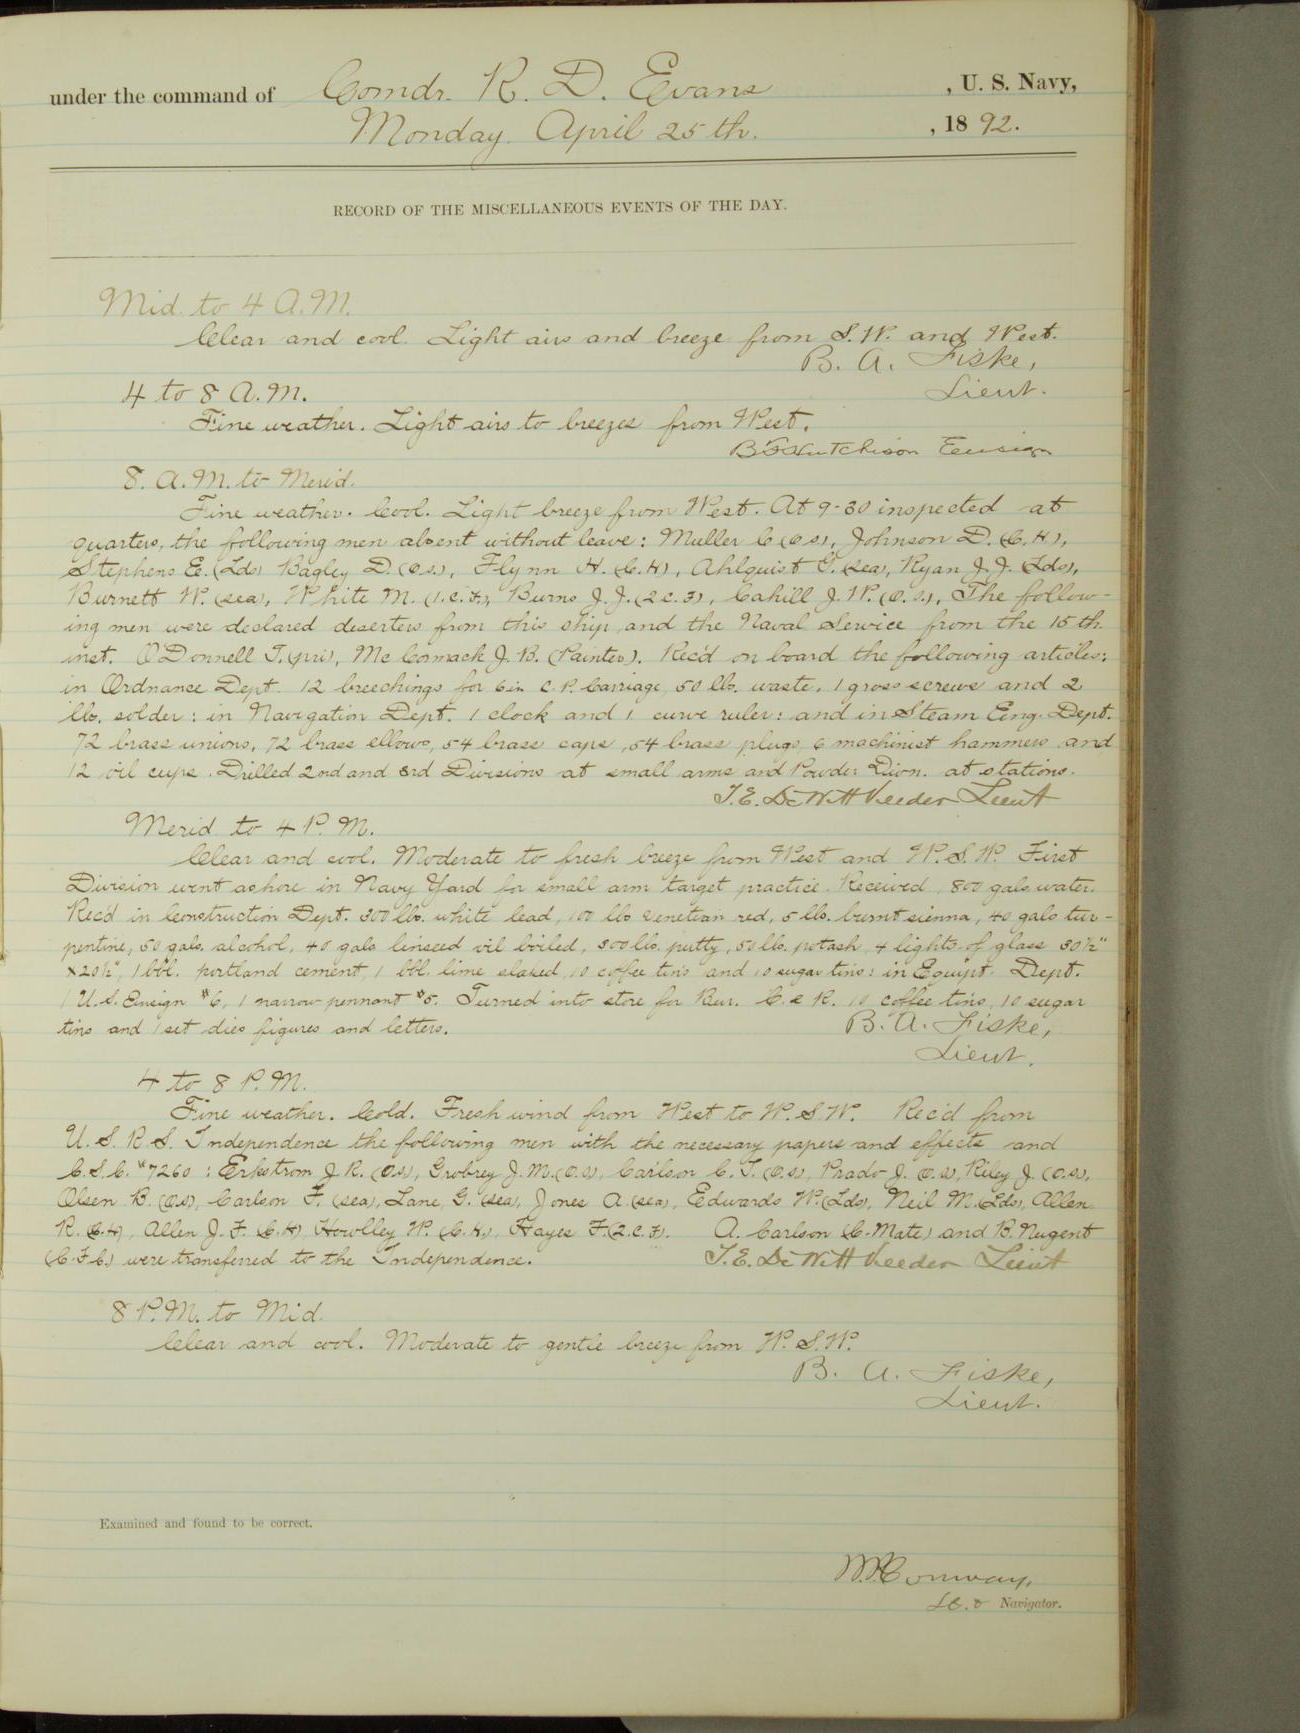 under the command of Comdr. R. D. Evans , U. S. Navy,
Monday April 25th. , 1892.
RECORD OF THE MISCELLANEOUS EVENTS OF THE DAY.
Mid. to 4 A.M.
Clear and cool. Light airs and breeze from S.W. and West.
B. A. Fiske,
Lieut.
4 to 8 A.M.
Fine weather. Light airs to breezes from West.
Hutchison Ensign
8. A.M. to Merid.
Fine weather. Cool. Light breeze from West. At 9-30 inspected at
quarters, the following men absent without leave: Muller C (O.S), Johnson D. (C.H),
Stephens E. (Lds) Bagley D. (O.S.), Flynn H. (C.H), Ahlquist G. (sea), Ryan J. J. (Lds),
Burnett W. (sea), White M. (1.C.F.), Burns J. J. (2 C.F), Cahill J. W. (O.S.), The follow-
ing men were declared deserters from this ship and the Naval Service from the 15th
inst. O'Donnell T. (pri), McCormack J. B. (Painter). Rec'd on board the following articles:
in Ordnance Dept. 12 breechings for 6 in C.P. Carriage, 50 lbs. waste, 1 gross screws and 2
lbs. solder: in Navigation Dept. 1 clock and 1 curve ruler: and in Steam Eng. Dept.
72 brass unions, 72 brass ellows, 54 brass caps, 54 brass plugs, 6 machinist hammers and
12 oil cups. Drilled 2nd and 3rd Divisions at small arms and Powder Divn. at stations.
T. E. DeWitt Veeder Lieut
Merid to 4 P.M.
Clear and cool. Moderate to fresh breeze from West and W.S.W. First
Division went ashore in Navy Yard for small arm target practice. Received 800 gals water.
Rec'd in Construction Dept. 300 lbs. white lead, 100 lbs venetian red, 5 lbs. burnt sienna, 40 gals tur-
pentine, 50 gals. alcohol, 40 gals linseed oil boiled, 300 lbs. putty, 50 lbs. potash, 4 lights of glass 30½"
x20½", 1 bbl. portland cement, 1 bbl. lime slaked, 10 coffee tins and 10 sugar tins: in Equipt. Dept.
1 U.S. Ensign #6, 1 narrow pennant #5. Turned into store for Bur. C. & R. 10 coffee tins, 10 sugar
tins and 1 set dies figures and letters. B. A. Fiske,
Lieut.
4 to 8 P.M.
Fine weather. Cold. Fresh wind from West to W.S.W. Rec'd from
U.S.R.S. Independence the following men with the necessary papers and effects and
C.S.C. #7260: Erkstrom J. R. (O.S), Grobrey J. M. (O.S), Carlson C. T. (O.S), Prado J. (O.S), Riley J. (O.S),
Olsen B. (O.S), Carlson F. (sea), Lane G. (sea), Jones A. (sea), Edwards W. (Lds), Neil M. (Lds), Allen
R. (C.H), Allen J. F. (C.H) Howlley W. (C.H.), Hayes F. (2.C.F). A. Carlson (C. Mate) and B. Nugent
(C.F.C.) were transferred to the Independence. T. E. DeWitt Veeder Lieut
8 P.M. to Mid.
Clear and cool. Moderate to gentle breeze from W.S.W.
B. A. Fiske,
Lieut.
Examined and found to be correct.
Conway,
Navigator.